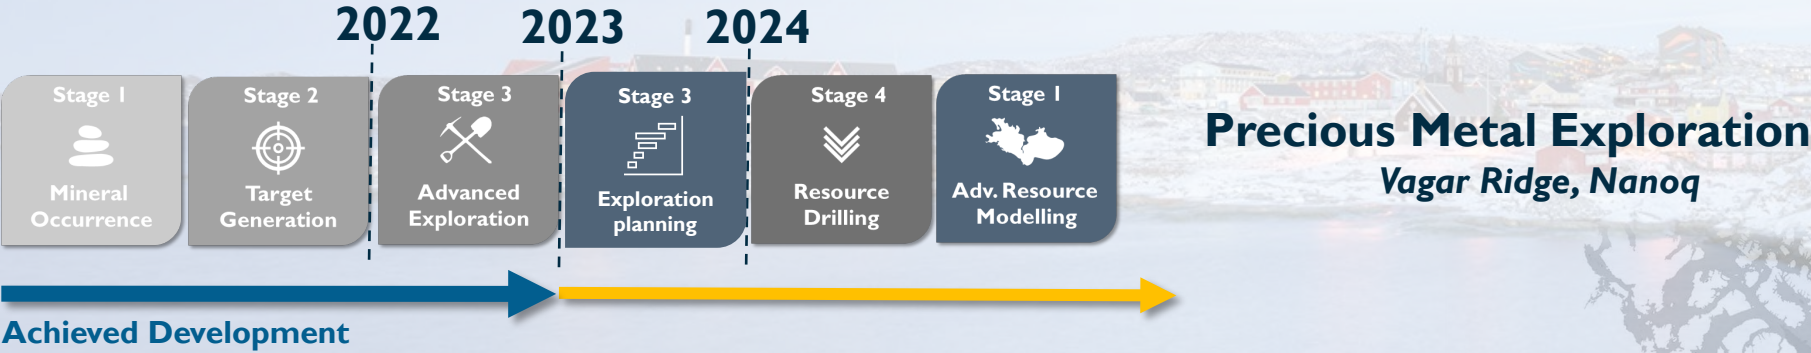 2022
2023
2024
Stage 1
Mineral
Occurrence
Stage 2
Target
Generation
Stage 3
Advanced
Exploration
Stage 3
Exploration
planning
Stage 4
Resource
Drilling
Stage 1
Adv. Resource
Modelling
Precious Metal Exploration
Vagar Ridge, Nanoq
Achieved Development